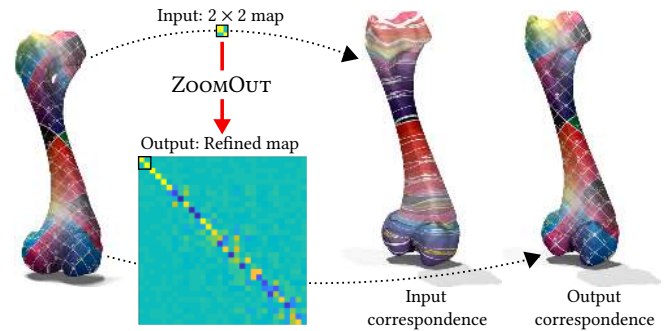 Input: 2 × 2 map
ZOOMOUT
Output: Refined map
Input
correspondence
Output
correspondence